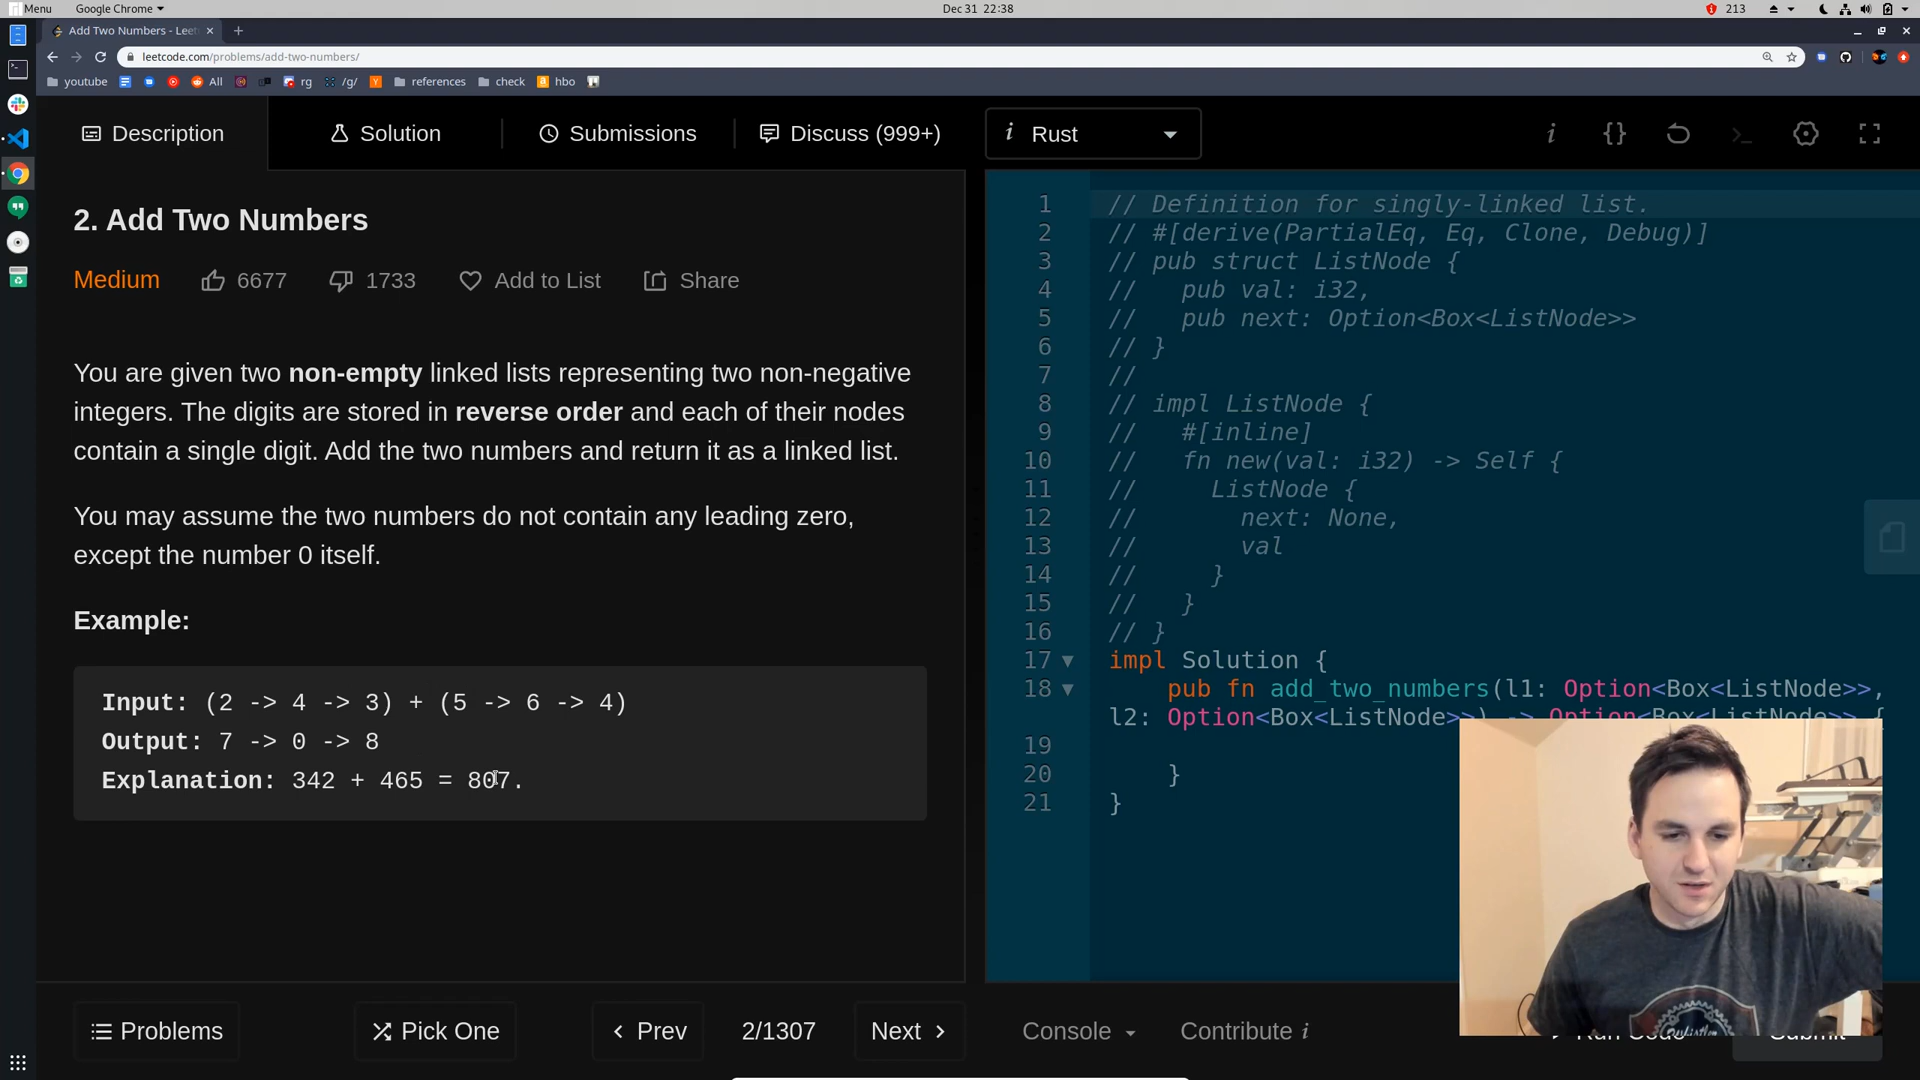 Menu
Google Chrome
Dec 31 22:38
213
Add Two Numbers - Leet
leetcode.com/problems/add-two-numbers/
youtube
All
rg
/g/
references
check
hbo
Description
Solution
Submissions
Discuss (999+)
2. Add Two Numbers
Medium
6677
1733
Add to List
Share
You are given two non-empty linked lists representing two non-negative
integers. The digits are stored in reverse order and each of their nodes
contain a single digit. Add the two numbers and return it as a linked list.
You may assume the two numbers do not contain any leading zero,
except the number 0 itself.
Example:
Input: (2 -> 4 -> 3) + (5 -> 6 -> 4)
Output: 7 -> 0 -> 8
Explanation: 342 + 465 = 807.
Problems
Pick One
Prev
2/1307
Next
i Rust
i {}
1 // Definition for singly-linked list.
2 // #[derive(PartialEq, Eq, Clone, Debug)]
3 // pub struct ListNode {
4 // pub val: i32,
5 // pub next: Option<Box<ListNode>>
6 // }
7 //
8 // impl ListNode {
9 // #[inline]
10 // fn new(val: i32) -> Self {
11 // ListNode {
12 // next: None,
13 // val
14 // }
15 // }
16 // }
17 impl Solution {
18 pub fn add_two_numbers(l1: Option<Box<ListNode>>,
l2: Option<Box<ListNode>>) -> Option<Box<ListNode>> {
19
20 }
21 }
Console
Contribute i
Run Code
Submit